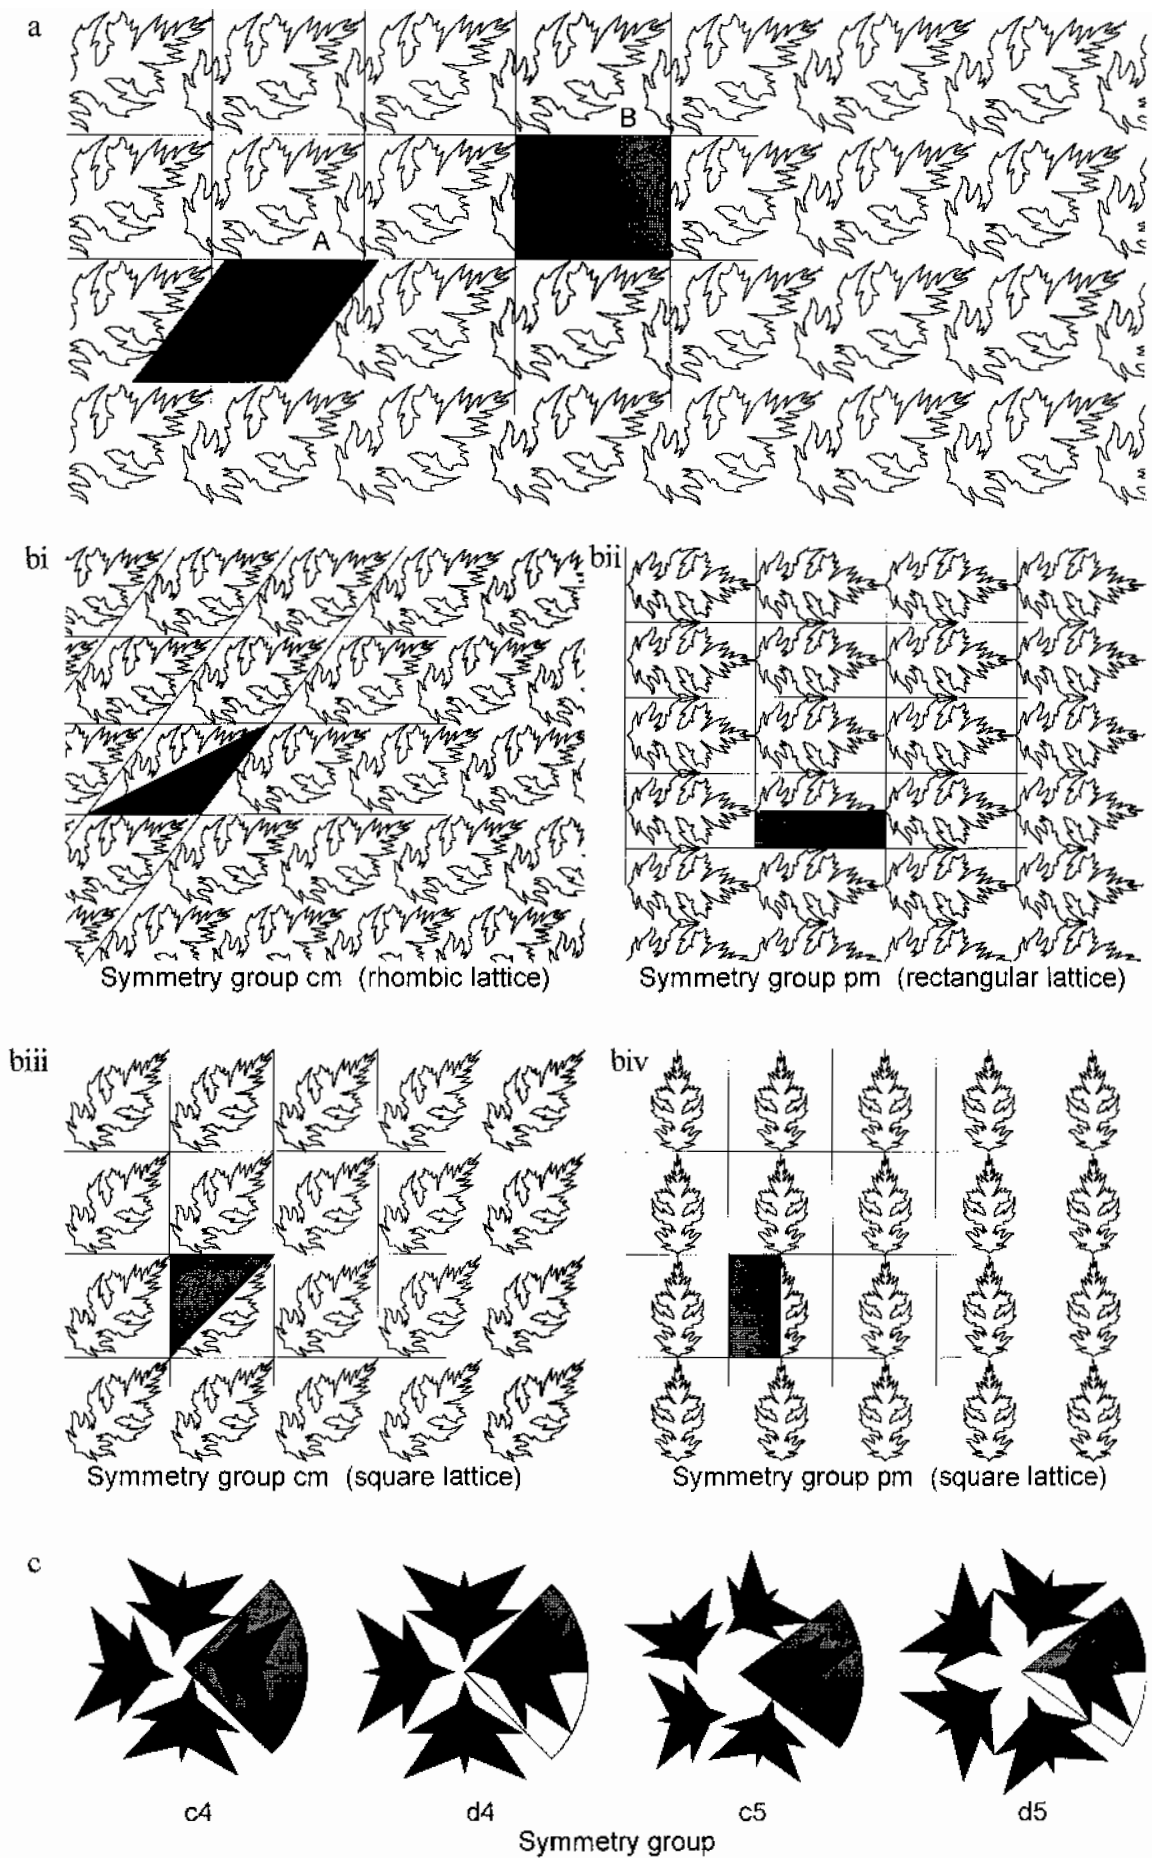 a
B
A
bi
bii
Symmetry group cm (rhombic lattice)
Symmetry group pm (rectangular lattice)
biii
biv
Symmetry group cm (square lattice)
Symmetry group pm (square lattice)
c
c4
d4
c5
d5
Symmetry group